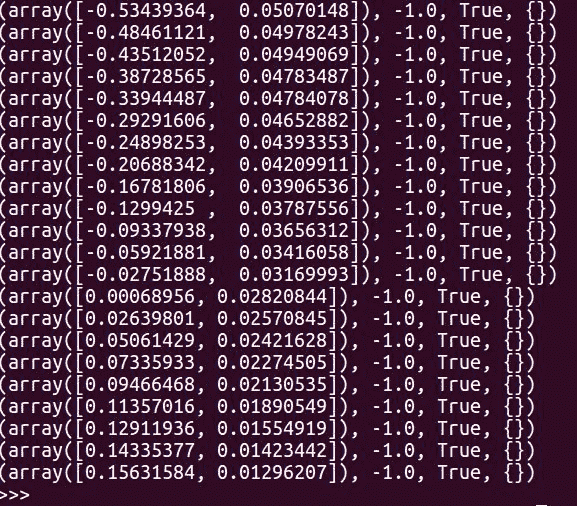 (array([-0.53439364,  0.05070148]), -1.0, True, {})
(array([-0.48461121,  0.04978243]), -1.0, True, {})
(array([-0.43512052,  0.04949069]), -1.0, True, {})
(array([-0.38728565,  0.04783487]), -1.0, True, {})
(array([-0.33944487,  0.04784078]), -1.0, True, {})
(array([-0.29291606,  0.04652882]), -1.0, True, {})
(array([-0.24898253,  0.04393353]), -1.0, True, {})
(array([-0.20688342,  0.04209911]), -1.0, True, {})
(array([-0.16781806,  0.03906536]), -1.0, True, {})
(array([-0.1299425 ,  0.03787556]), -1.0, True, {})
(array([-0.09337938,  0.03656312]), -1.0, True, {})
(array([-0.05921881,  0.03416058]), -1.0, True, {})
(array([-0.02751888,  0.03169993]), -1.0, True, {})
(array([0.00068956, 0.02820844]), -1.0, True, {})
(array([0.02639801, 0.02570845]), -1.0, True, {})
(array([0.05061429, 0.02421628]), -1.0, True, {})
(array([0.07335933, 0.02274505]), -1.0, True, {})
(array([0.09466468, 0.02130535]), -1.0, True, {})
(array([0.11357016, 0.01890549]), -1.0, True, {})
(array([0.12911936, 0.01554919]), -1.0, True, {})
(array([0.14335377, 0.01423442]), -1.0, True, {})
(array([0.15631584, 0.01296207]), -1.0, True, {})
>>>